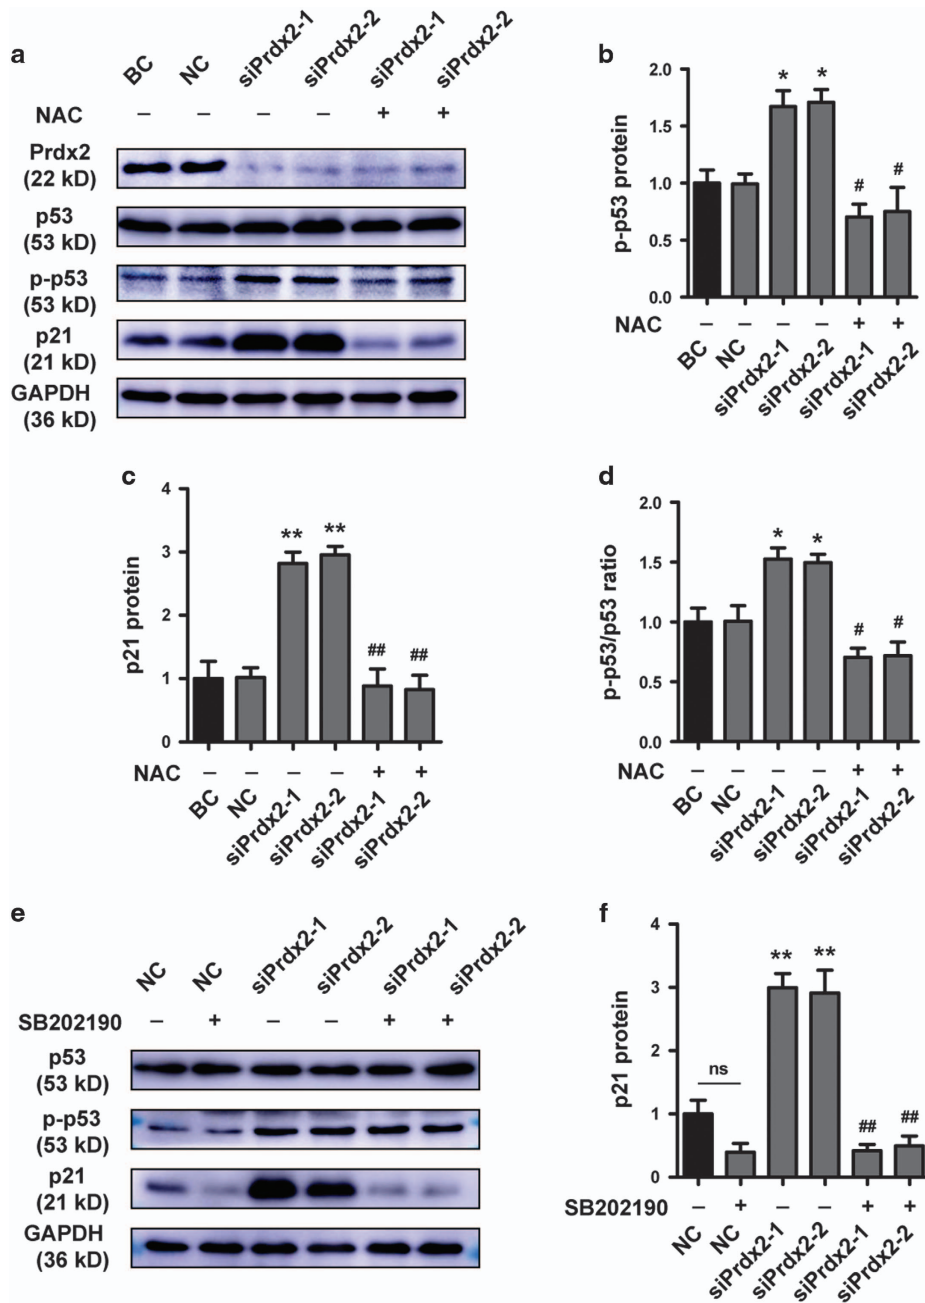 a
BC NC siPrdx2-1 siPrdx2-2 siPrdx2-1 siPrdx2-2
NAC – – – – + +
Prdx2
(22 kD)
p53
(53 kD)
p-p53
(53 kD)
p21
(21 kD)
GAPDH
(36 kD)
b
p-p53 protein
2.0
1.5
1.0
0.5
0.0
* * # #
NAC – – – – + +
BC NC siPrdx2-1 siPrdx2-2 siPrdx2-1 siPrdx2-2
c
p21 protein
4
3
2
1
0
** ** ## ##
NAC – – – – + +
BC NC siPrdx2-1 siPrdx2-2 siPrdx2-1 siPrdx2-2
d
p-p53/p53 ratio
2.0
1.5
1.0
0.5
0.0
* * # #
NAC – – – – + +
BC NC siPrdx2-1 siPrdx2-2 siPrdx2-1 siPrdx2-2
e
NC NC siPrdx2-1 siPrdx2-2 siPrdx2-1 siPrdx2-2
SB202190 – + – – + +
p53
(53 kD)
p-p53
(53 kD)
p21
(21 kD)
GAPDH
(36 kD)
f
p21 protein
4
3
2
1
0
ns ** ** ## ##
SB202190 – + – – + +
NC NC siPrdx2-1 siPrdx2-2 siPrdx2-1 siPrdx2-2